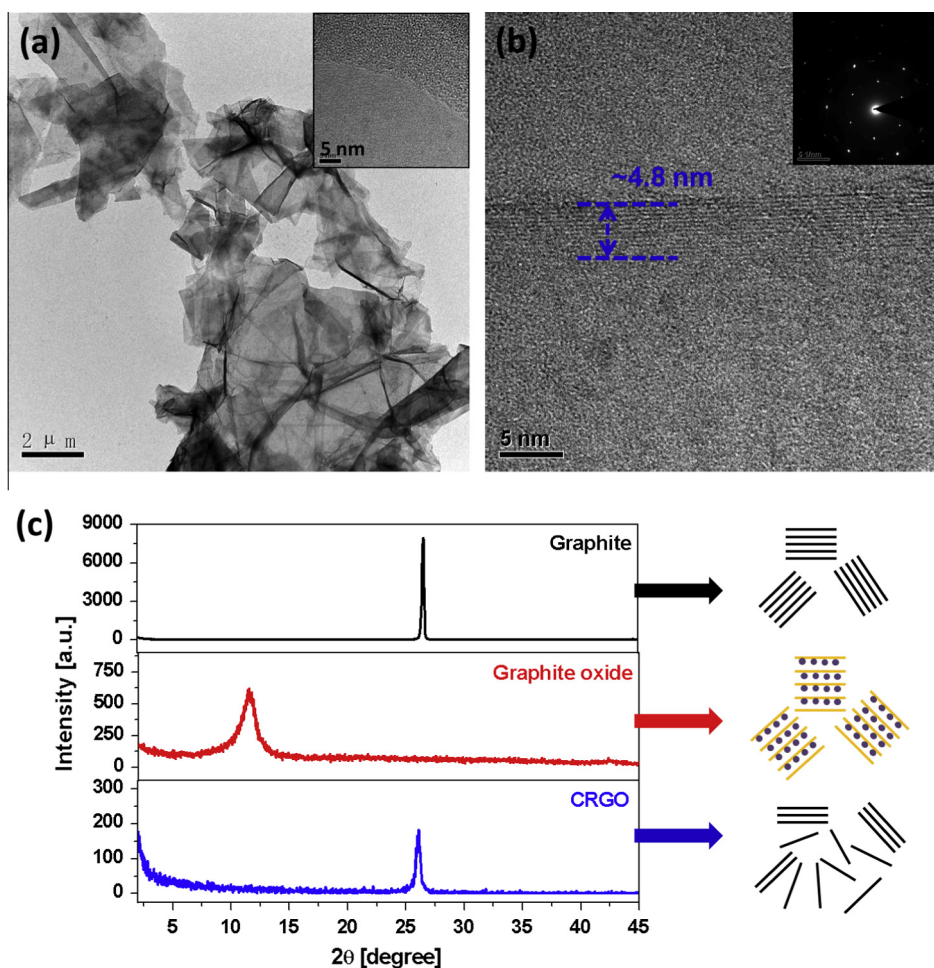 (a)
5 nm
2 μ m
(b)
~4.8 nm
5 nm
(c)
Intensity [a.u.]
9000
6000
3000
0
Graphite
750
500
250
0
Graphite oxide
300
200
100
0
CRGO
5 10 15 20 25 30 35 40 45
2θ [degree]